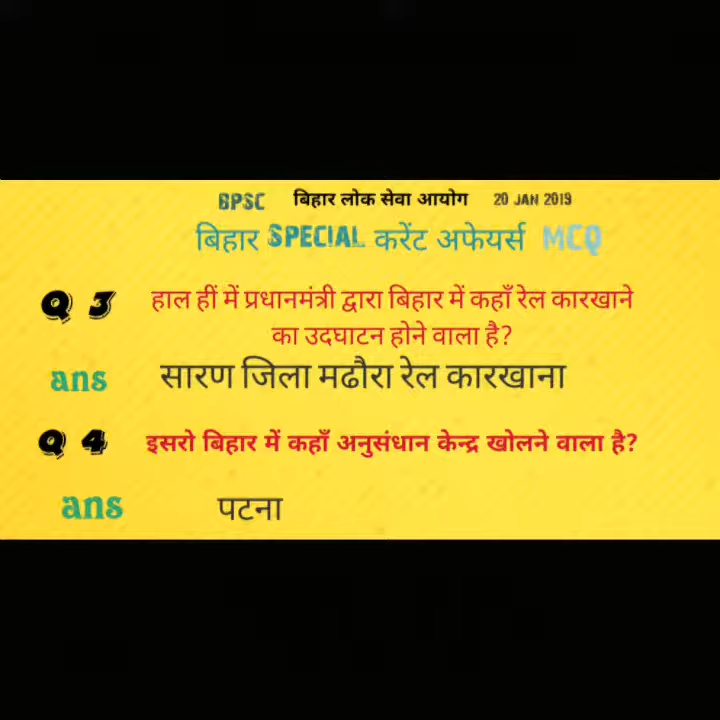 BPSC बिहार लोक सेवा आयोग 20 JAN 2019
बिहार SPECIAL करेंट अफेयर्स MCQ
Q 3 हाल हीं में प्रधानमंत्री द्वारा बिहार में कहाँ रेल कारखाने
का उदघाटन होने वाला है?
ans सारण जिला मढौरा रेल कारखाना
Q 4 इसरो बिहार में कहाँ अनुसंधान केन्द्र खोलने वाला है?
ans पटना